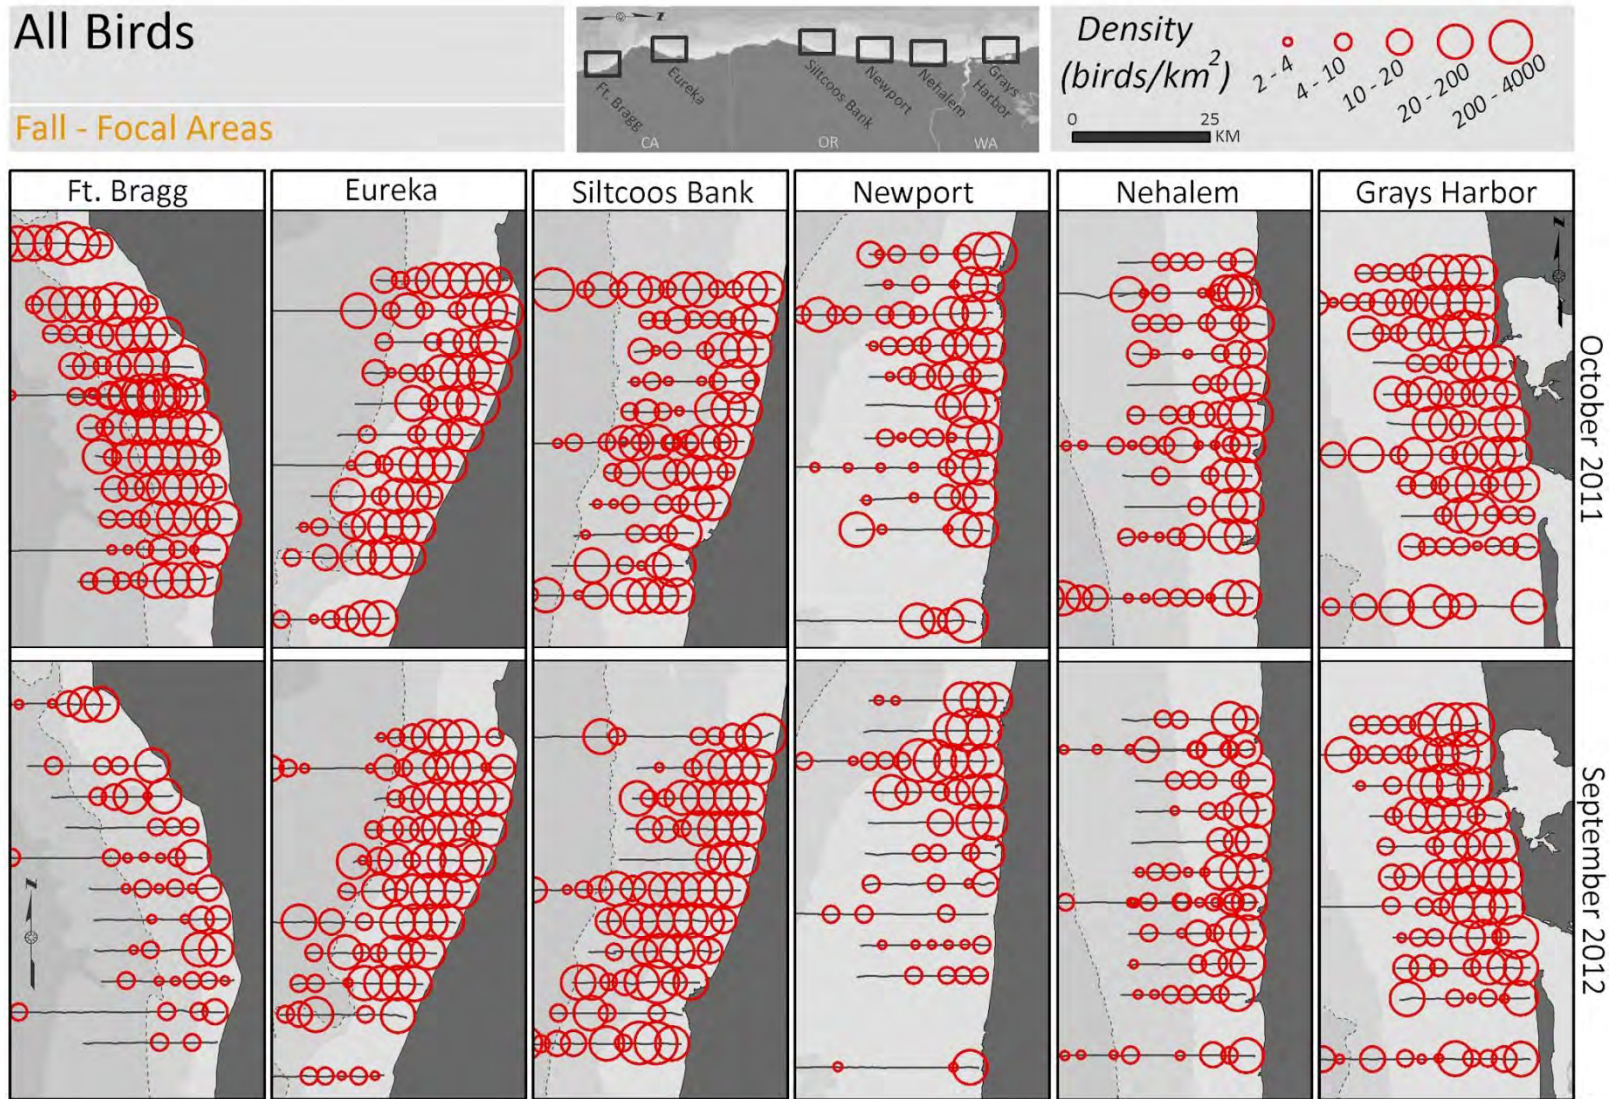 All Birds
Fall - Focal Areas
Z
Ft. Bragg
Eureka
Siltcoos Bank
Newport
Nehalem
Grays
Harbor
CA
OR
WA
Density
(birds/km²)
2 - 4
4 - 10
10 - 20
20 - 200
200 - 4000
0
25
KM
Ft. Bragg
Eureka
Siltcoos Bank
Newport
Nehalem
Grays Harbor
Z
October 2011
Z
September 2012